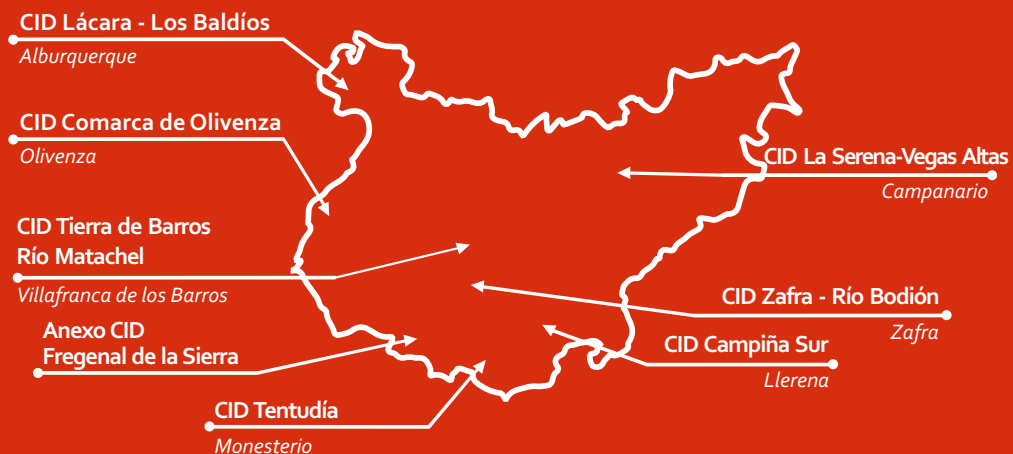 CID Lácara - Los Baldíos
Alburquerque
CID Comarca de Olivenza
Olivenza
CID La Serena-Vegas Altas
Campanario
CID Tierra de Barros
Río Matachel
Villafranca de los Barros
CID Zafra - Río Bodión
Zafra
Anexo CID
Fregenal de la Sierra
CID Campiña Sur
Llerena
CID Tentudía
Monesterio